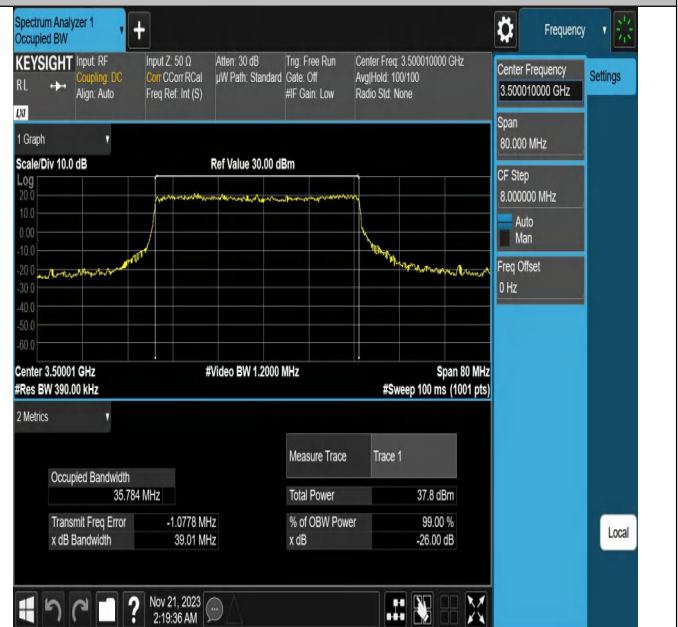 Spectrum Analyzer 1
Occupied BW
+
Frequency
KEYSIGHT
RL
LXI
Input: RF
Coupling: DC
Align: Auto
Input Z: 50 Ω
Corr CCorr RCal
Freq Ref: Int (S)
Atten: 30 dB
µW Path: Standard
Trig: Free Run
Gate: Off
#IF Gain: Low
Center Freq: 3.500010000 GHz
Avg|Hold: 100/100
Radio Std: None
Center Frequency
3.500010000 GHz
Settings
Span
80.000 MHz
CF Step
8.000000 MHz
Auto
Man
Freq Offset
0 Hz
1 Graph
Scale/Div 10.0 dB
Ref Value 30.00 dBm
Log
20.0
10.0
0.00
-10.0
-20.0
-30.0
-40.0
-50.0
-60.0
Center 3.50001 GHz
#Video BW 1.2000 MHz
Span 80 MHz
#Res BW 390.00 kHz
#Sweep 100 ms (1001 pts)
2 Metrics
Measure Trace
Trace 1
Occupied Bandwidth
35.784 MHz
Total Power
37.8 dBm
Transmit Freq Error
-1.0778 MHz
% of OBW Power
99.00 %
x dB Bandwidth
39.01 MHz
x dB
-26.00 dB
Local
?
Nov 21, 2023
2:19:36 AM